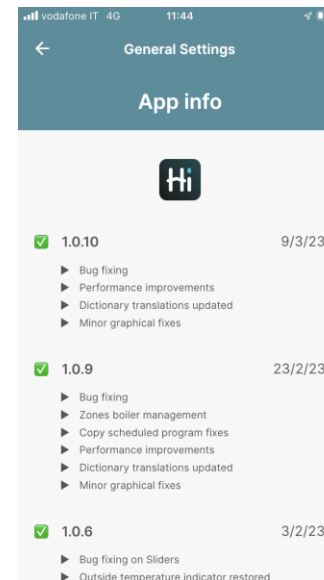 vodafone IT 4G 11:44
General Settings
App info
Hi
1.0.10 9/3/23
Bug fixing
Performance improvements
Dictionary translations updated
Minor graphical fixes
1.0.9 23/2/23
Bug fixing
Zones boiler management
Copy scheduled program fixes
Performance improvements
Dictionary translations updated
Minor graphical fixes
1.0.6 3/2/23
Bug fixing on Sliders
Outside temperature indicator restored